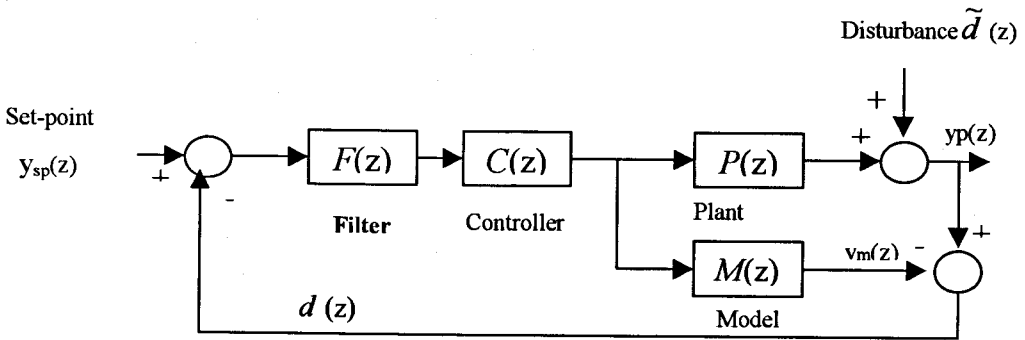 Disturbance d̃ (z)
+
Set-point
ysp(z)
+
-
F(z)
C(z)
P(z)
+
yp(z)
Filter
Controller
Plant
+
M(z)
vm(z)
-
d (z)
Model